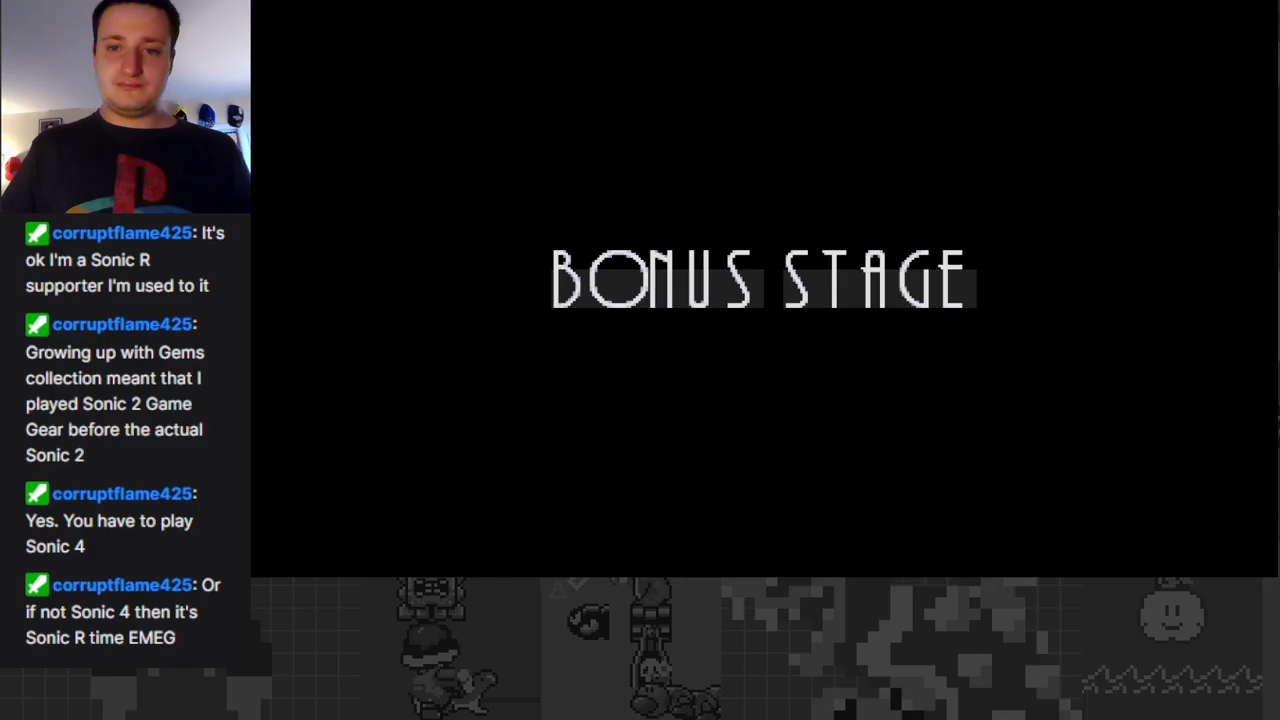 BONUS STAGE
corruptflame425: It's
ok I'm a Sonic R
supporter I'm used to it
corruptflame425:
Growing up with Gems
collection meant that I
played Sonic 2 Game
Gear before the actual
Sonic 2
corruptflame425:
Yes. You have to play
Sonic 4
corruptflame425: Or
if not Sonic 4 then it's
Sonic R time EMEG